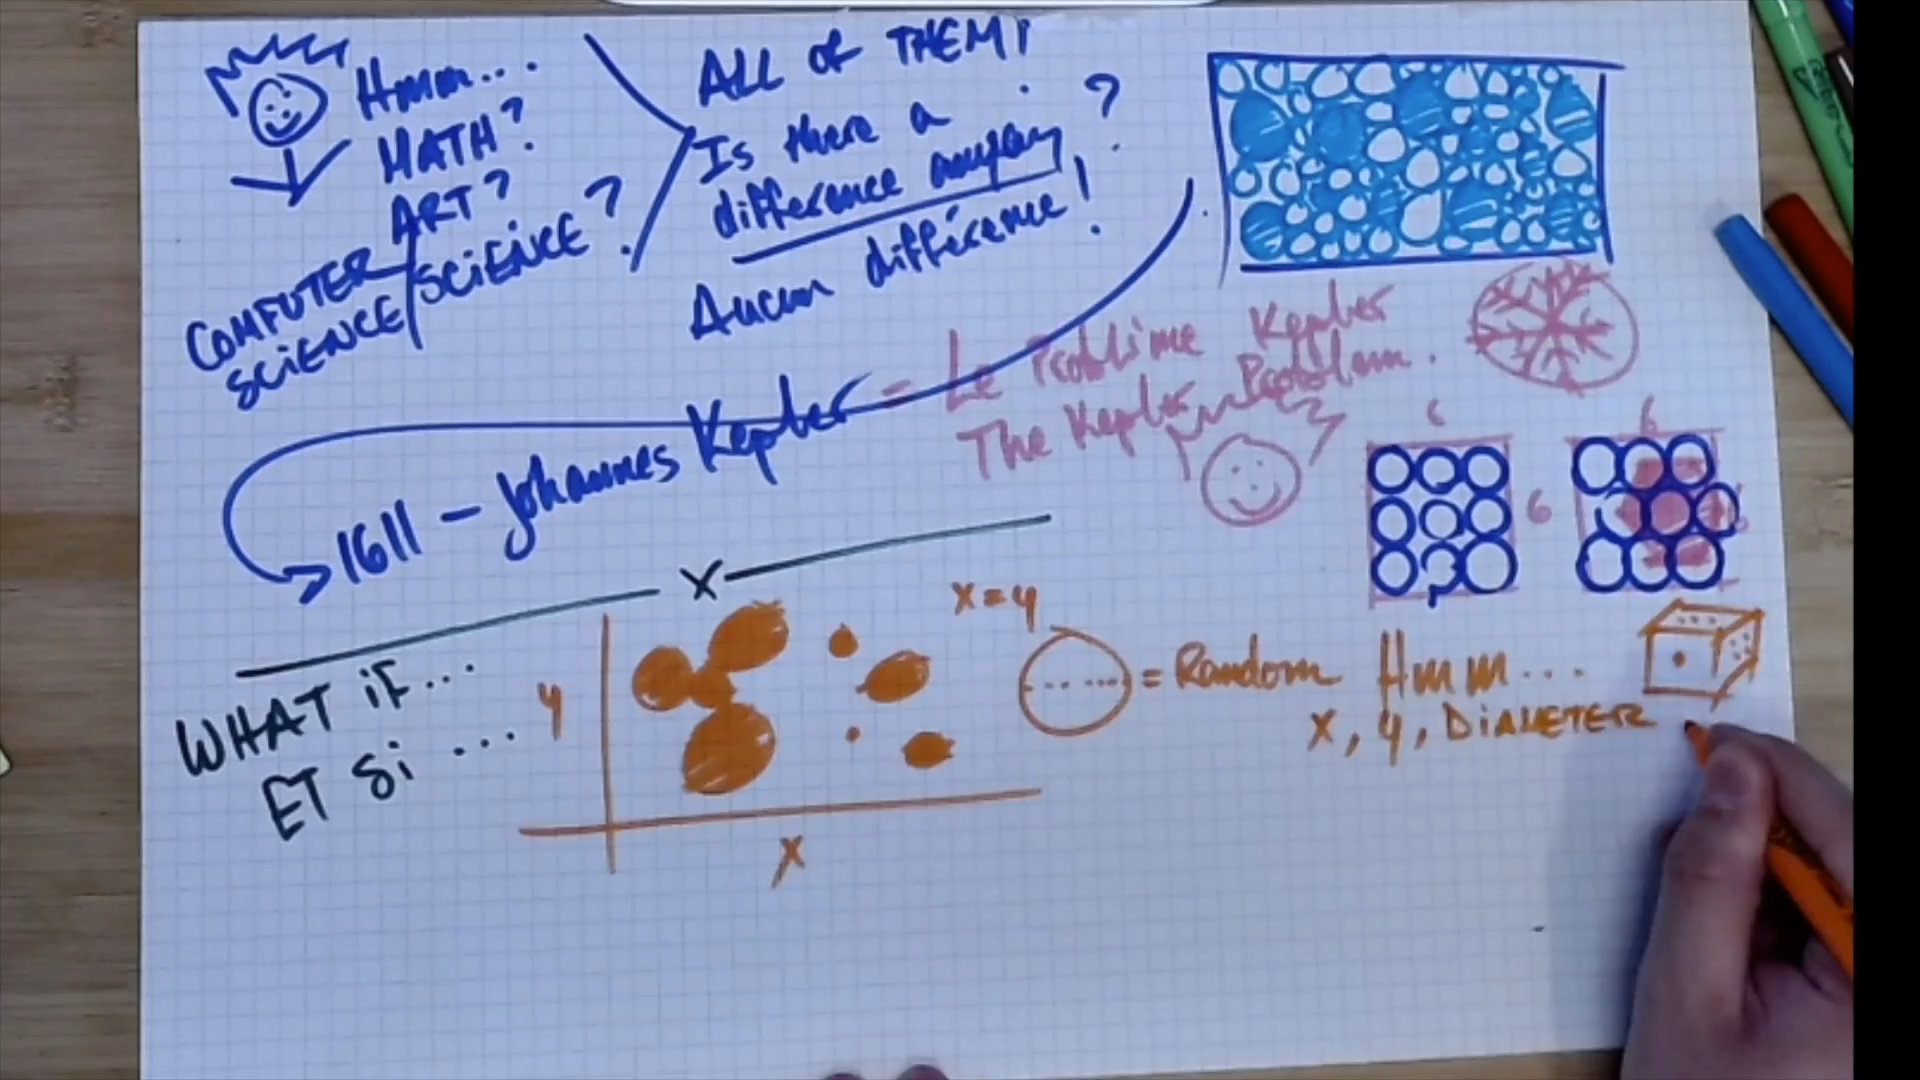 Hmm...
MATH?
ART?
COMPUTER SCIENCE / SCIENCE?
ALL OF THEM!
Is there a
difference anyway?
Aucun différence!
1611 - Johannes Kepler = Le Problime Kepler
The Kepler Problem.
6
6
6
X
WHAT iF...
ET Si ...
y
x
x = y
= Random Hmm...
x, y, DiAMETER